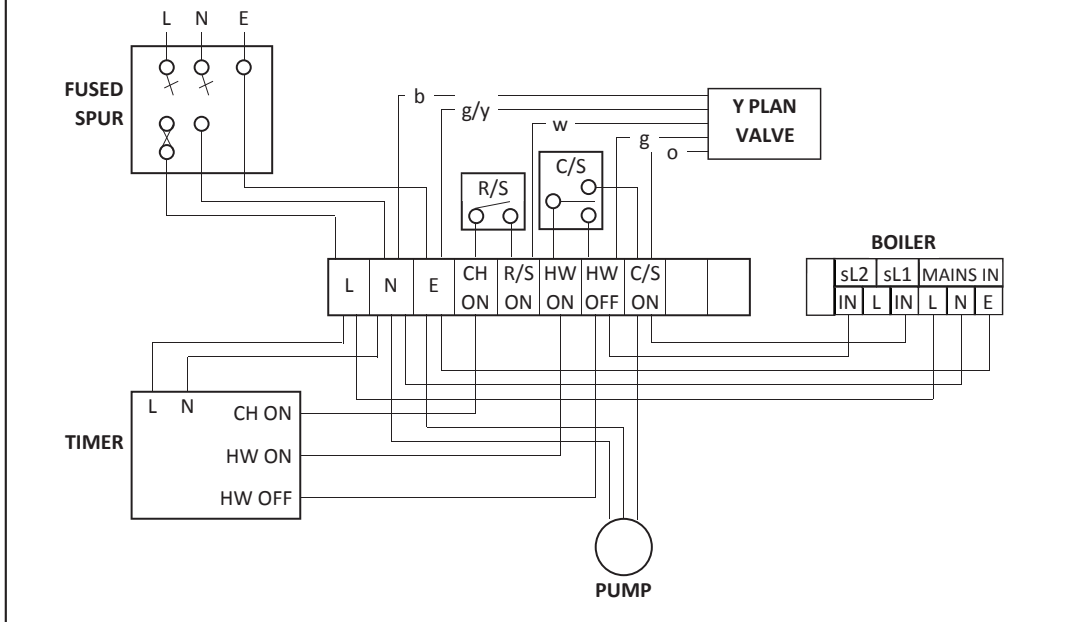 L N E
FUSED
SPUR
b
g/y
w
g
o
Y PLAN
VALVE
C/S
R/S
BOILER
sL2 sL1 MAINS IN
IN L IN L N E
L N E CH R/S HW HW C/S
ON ON ON OFF ON
L N
CH ON
TIMER
HW ON
HW OFF
PUMP